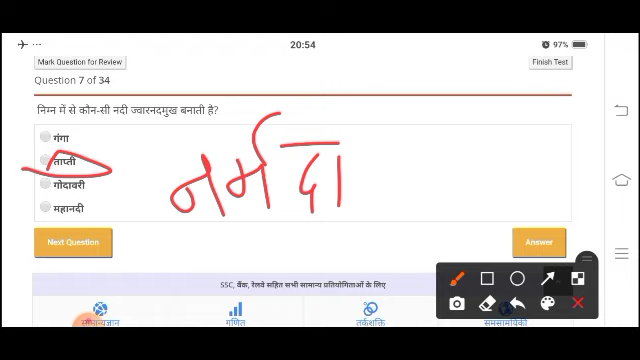 20:54
97%
Mark Question for Review
Finish Test
Question 7 of 34
निम्न में से कौन-सी नदी ज्वारनदमुख बनाती है?
गंगा
ताप्ती
गोदावरी
महानदी
नर्मदा
Next Question
Answer
SSC, बैंक, रेलवे सहित सभी सामान्य प्रतियोगिताओं के लिए
सामान्यज्ञान
गणित
तर्कशक्ति
समसामयिकी